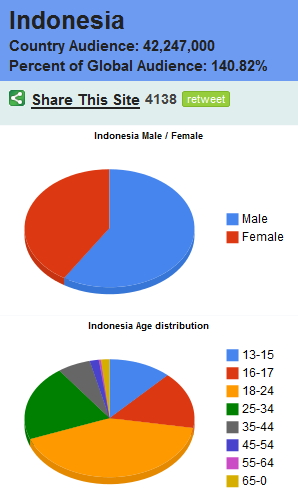 Indonesia
Country Audience: 42,247,000
Percent of Global Audience: 140.82%
Share This Site 4138 retweet
Indonesia Male / Female
Male
Female
Indonesia Age distribution
13-15
16-17
18-24
25-34
35-44
45-54
55-64
65-0